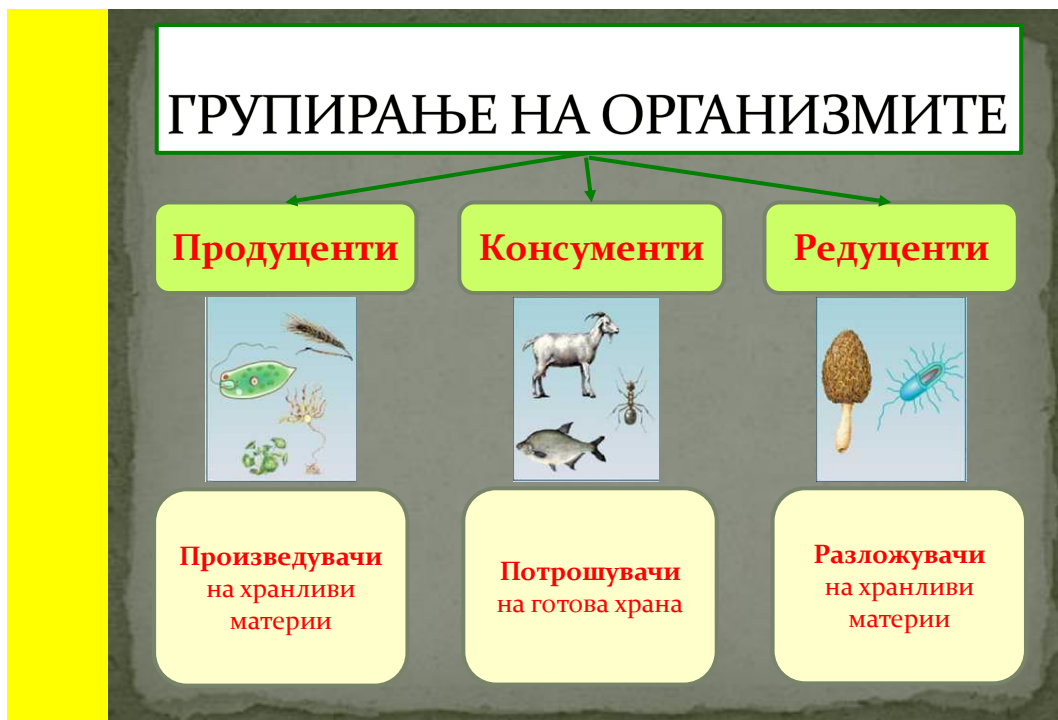 ГРУПИРАЊЕ НА ОРГАНИЗМИТЕ
Продуценти
Консументи
Редуценти
Произведувачи
на хранливи
материи
Потрошувачи
на готова храна
Разложувачи
на хранливи
материи